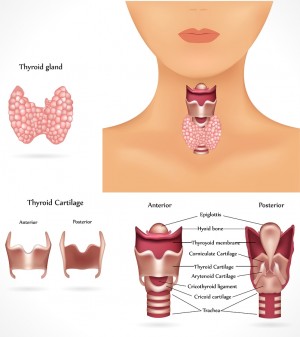 Thyroid gland
Thyroid Cartilage
Anterior
Posterior
Anterior
Posterior
Epiglottis
Hyoid bone
Thyroyoid membrane
Corniculate Cartilage
Thyroid Cartilage
Arytenoid Cartilage
Cricothyroid ligament
Cricoid cartilage
Trachea